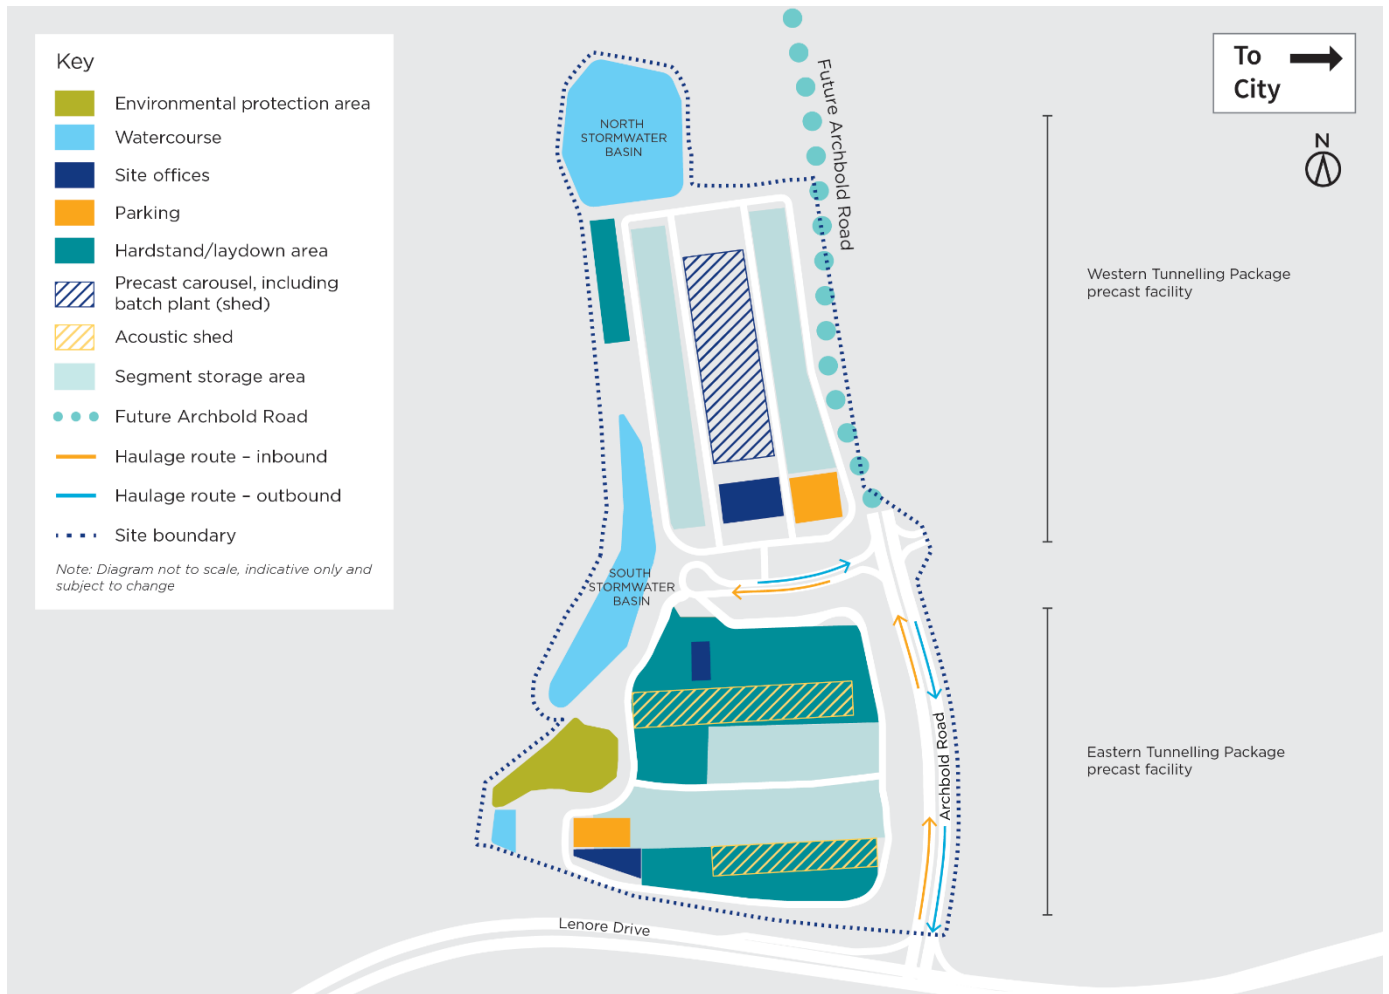 Key
Environmental protection area
Watercourse
Site offices
Parking
Hardstand/laydown area
Precast carousel, including
batch plant (shed)
Acoustic shed
Segment storage area
Future Archbold Road
Haulage route – inbound
Haulage route – outbound
Site boundary
Note: Diagram not to scale, indicative only and
subject to change
NORTH
STORMWATER
BASIN
Future Archbold Road
SOUTH
STORMWATER
BASIN
Archbold Road
Lenore Drive
To
City
N
Western Tunnelling Package
precast facility
Eastern Tunnelling Package
precast facility